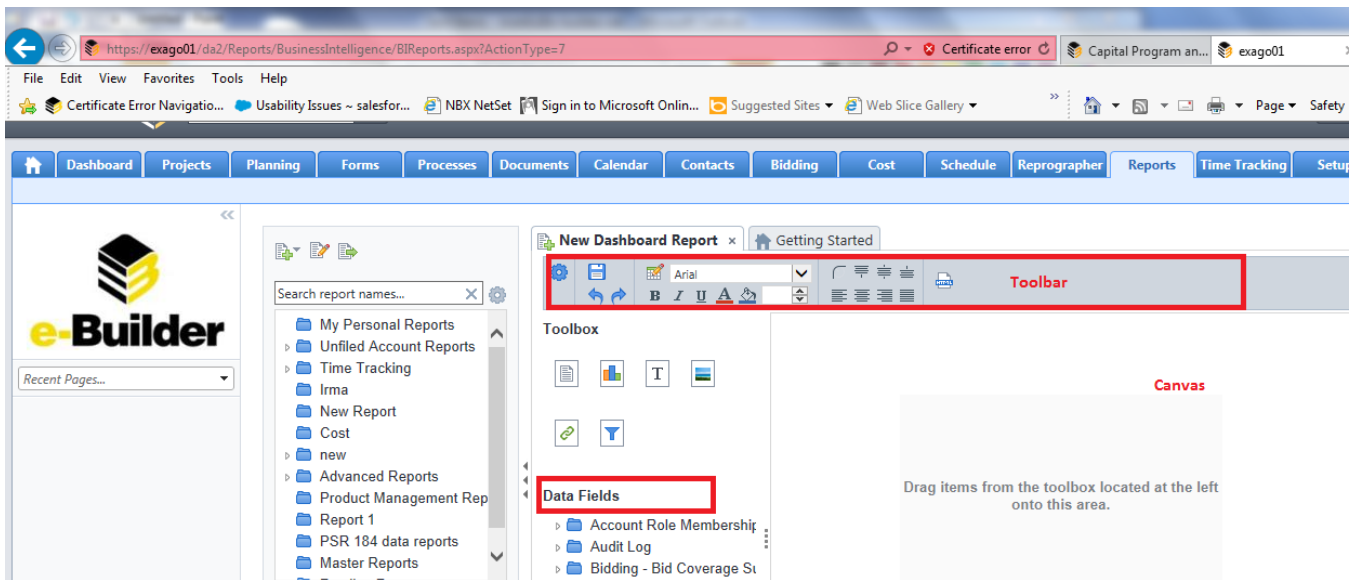 https://exago01/da2/Reports/BusinessIntelligence/BIReports.aspx?ActionType=7 Certificate error Capital Program an... exago01
File Edit View Favorites Tools Help
Certificate Error Navigatio... Usability Issues ~ salesfor... NBX NetSet Sign in to Microsoft Onlin... Suggested Sites Web Slice Gallery » Page Safety
Dashboard Projects Planning Forms Processes Documents Calendar Contacts Bidding Cost Schedule Reprographer Reports Time Tracking Setup
New Dashboard Report × Getting Started
Arial
B I U A
HTML
Toolbar
e-Builder
Recent Pages...
Search report names...
My Personal Reports
Unfiled Account Reports
Time Tracking
Irma
New Report
Cost
new
Advanced Reports
Product Management Rep
Report 1
PSR 184 data reports
Master Reports
Toolbox
T
Data Fields
Account Role Membership
Audit Log
Bidding - Bid Coverage Su
Canvas
Drag items from the toolbox located at the left
onto this area.